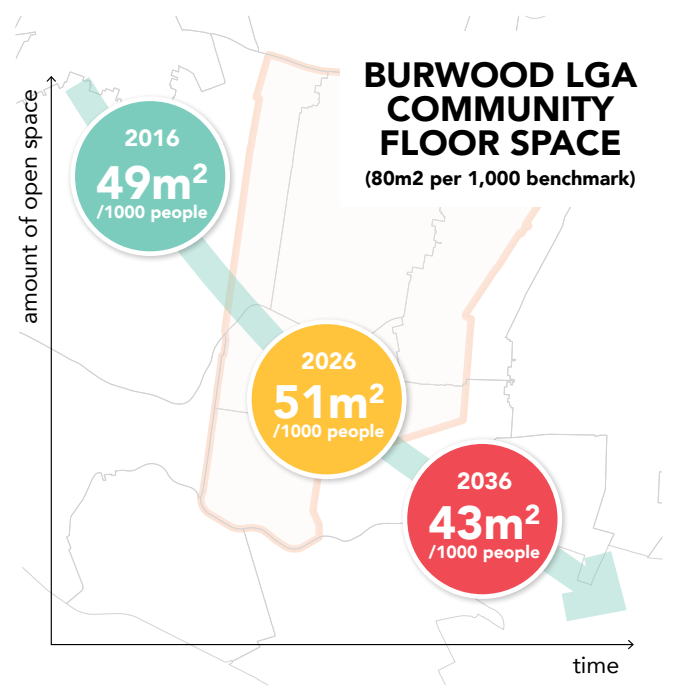 BURWOOD LGA
COMMUNITY
FLOOR SPACE
(80m2 per 1,000 benchmark)
amount of open space
2016
49m²
/1000 people
2026
51m²
/1000 people
2036
43m²
/1000 people
time